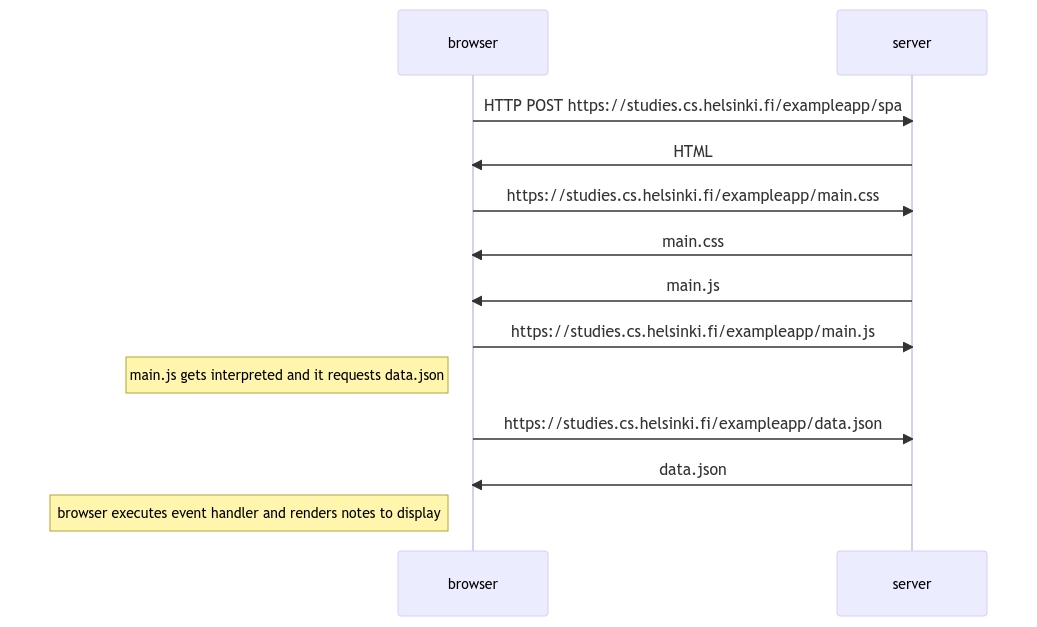 browser
server
HTTP POST https://studies.cs.helsinki.fi/exampleapp/spa
HTML
https://studies.cs.helsinki.fi/exampleapp/main.css
main.css
main.js
https://studies.cs.helsinki.fi/exampleapp/main.js
main.js gets interpreted and it requests data.json
https://studies.cs.helsinki.fi/exampleapp/data.json
data.json
browser executes event handler and renders notes to display
browser
server